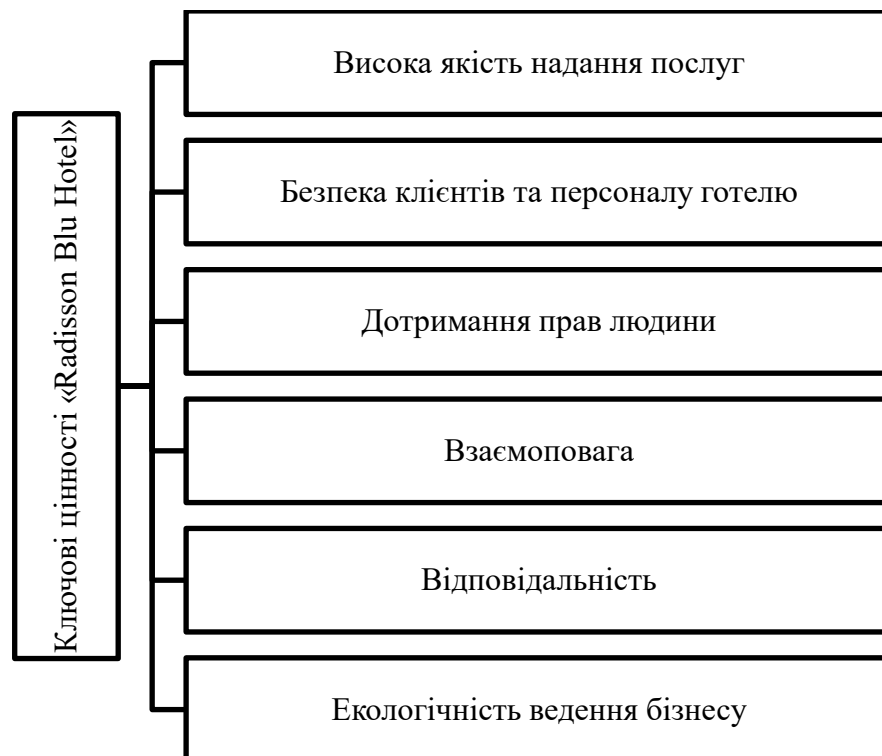 Ключові цінності «Radisson Blu Hotel»
Висока якість надання послуг
Безпека клієнтів та персоналу готелю
Дотримання прав людини
Взаємоповага
Відповідальність
Екологічність ведення бізнесу